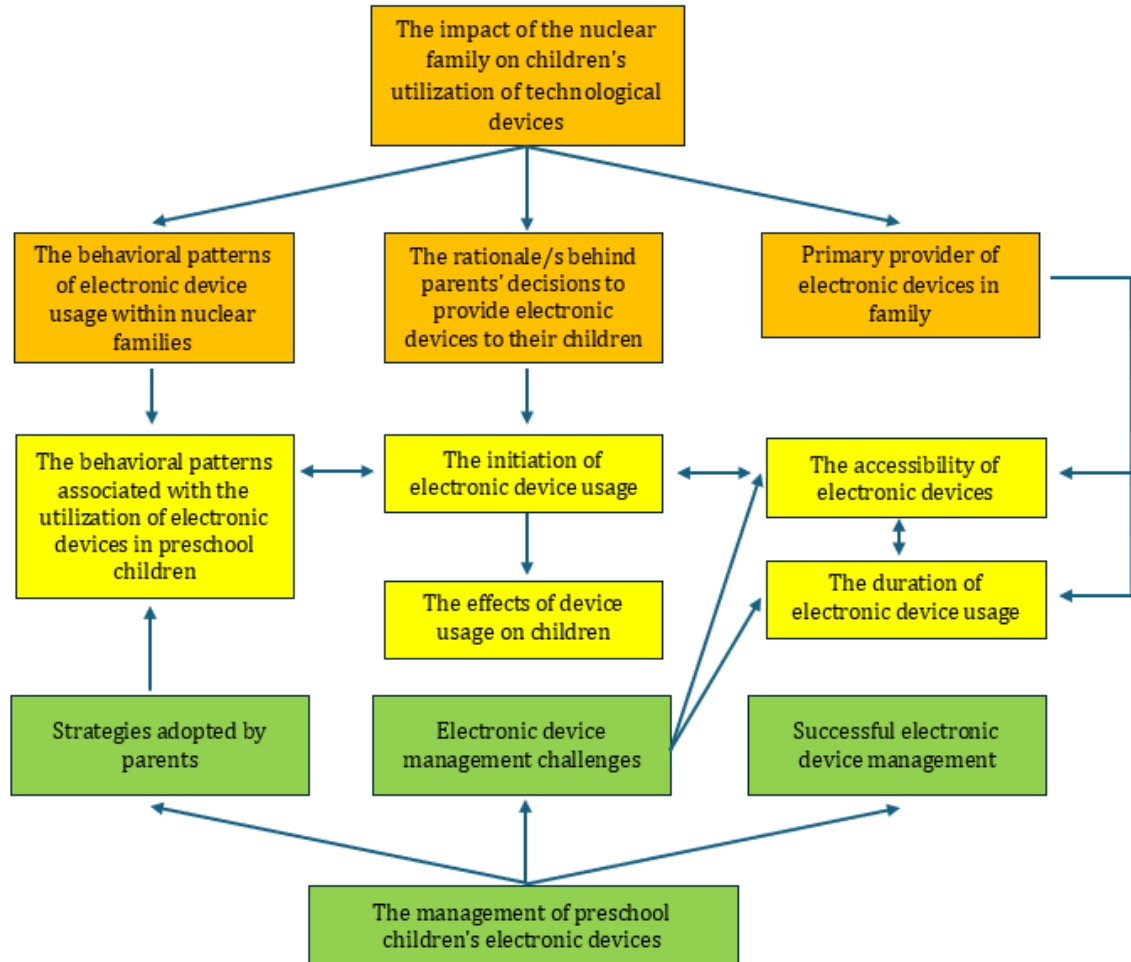 The impact of the nuclear
family on children's
utilization of technological
devices
The behavioral patterns
of electronic device
usage within nuclear
families
The rationale/s behind
parents' decisions to
provide electronic
devices to their children
Primary provider of
electronic devices in
family
The behavioral patterns
associated with the
utilization of electronic
devices in preschool
children
The initiation of
electronic device usage
The accessibility of
electronic devices
The effects of device
usage on children
The duration of
electronic device usage
Strategies adopted by
parents
Electronic device
management challenges
Successful electronic
device management
The management of preschool
children's electronic devices